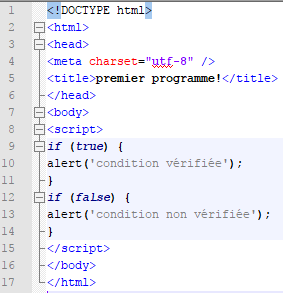 1 <!DOCTYPE html>
2 <html>
3 <head>
4 <meta charset="utf-8" />
5 <title>premier programme!</title>
6 </head>
7 <body>
8 <script>
9 if (true) {
10 alert('condition vérifiée');
11 }
12 if (false) {
13 alert('condition non vérifiée');
14 }
15 </script>
16 </body>
17 </html>